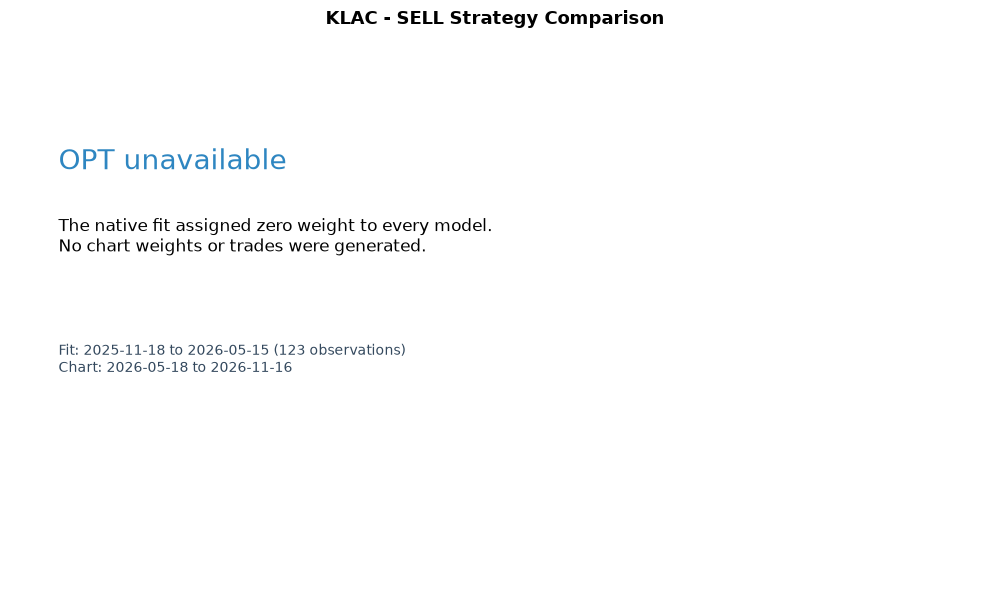 KLAC - SELL Strategy Comparison
OPT unavailable
The native fit assigned zero weight to every model.
No chart weights or trades were generated.
Fit: 2025-11-18 to 2026-05-15 (123 observations)
Chart: 2026-05-18 to 2026-11-16